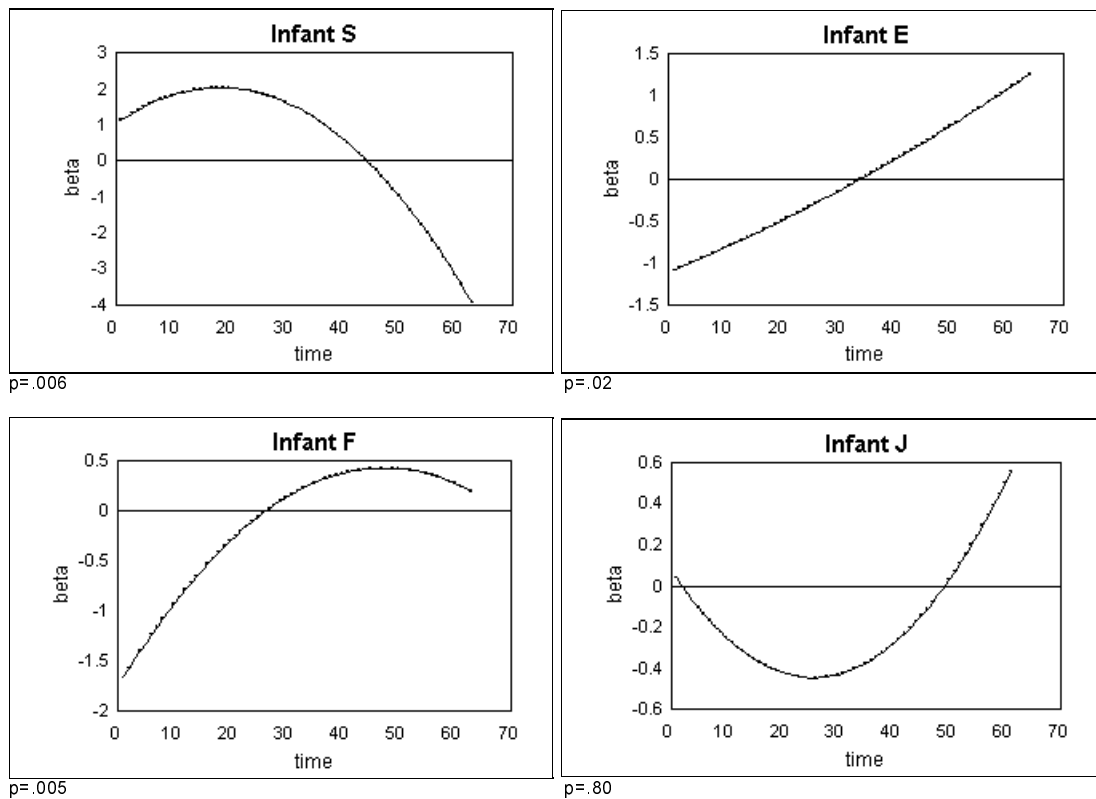 Infant S
3
2
1
0
-1
-2
-3
-4
beta
0 10 20 30 40 50 60 70
time
p=.006
Infant E
1.5
1
0.5
0
-0.5
-1
-1.5
beta
0 10 20 30 40 50 60 70
time
p=.02
Infant F
0.5
0
-0.5
-1
-1.5
-2
beta
0 10 20 30 40 50 60 70
time
p=.005
Infant J
0.6
0.4
0.2
0
-0.2
-0.4
-0.6
beta
0 10 20 30 40 50 60 70
time
p=.80